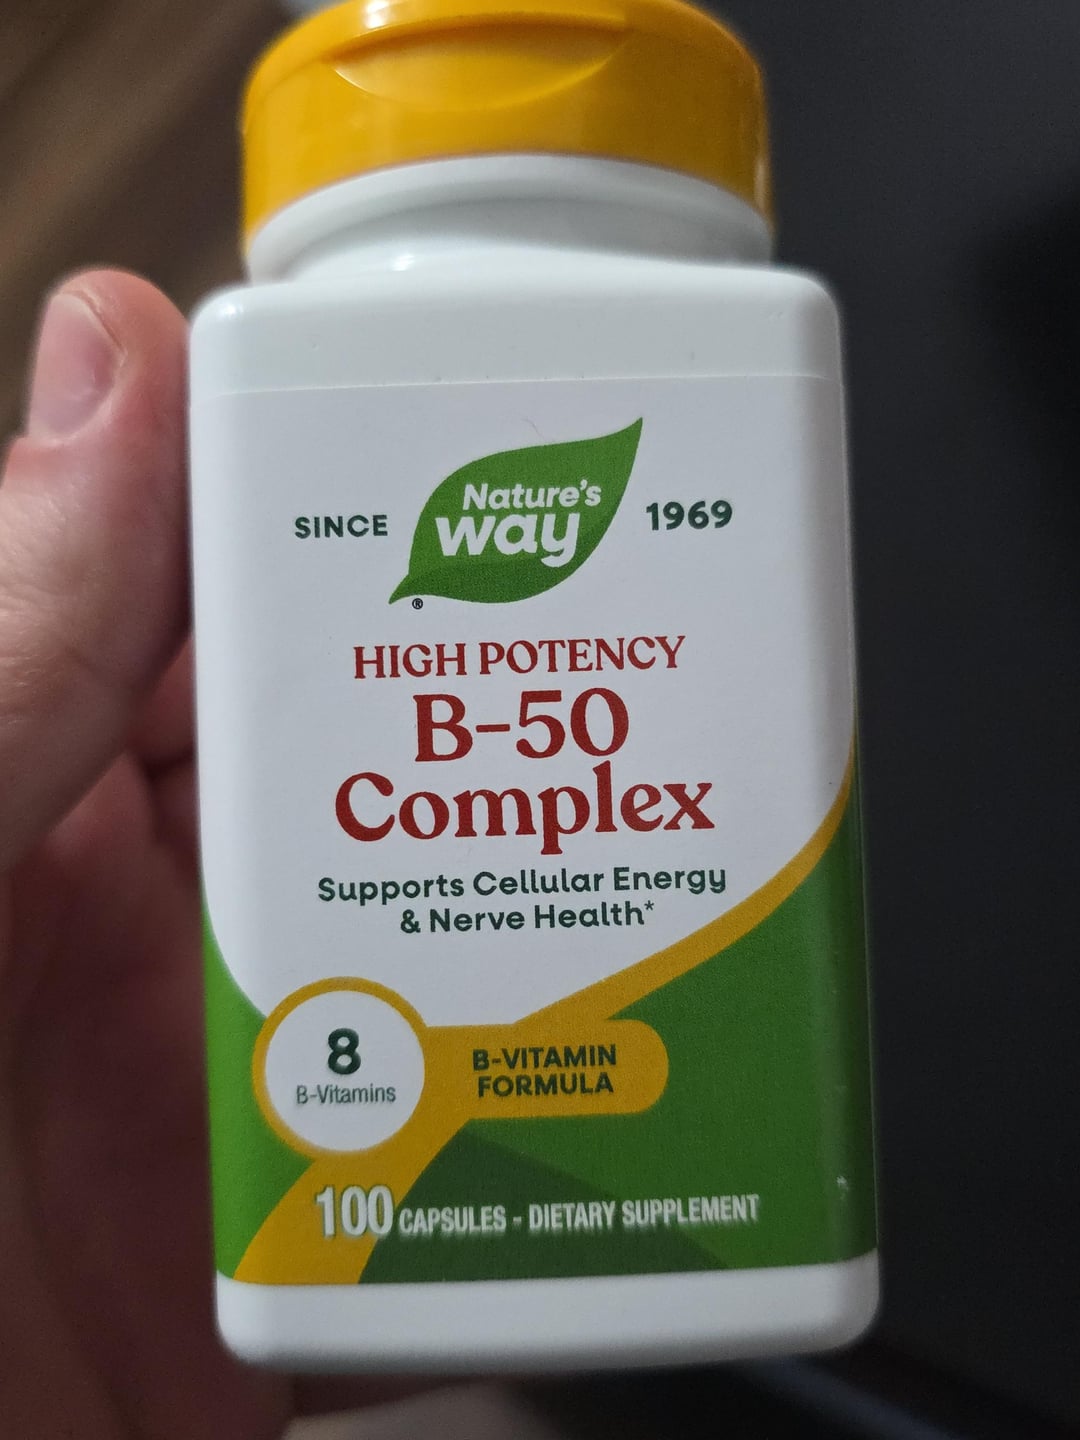 Nature's
SINCE way 1969
®
HIGH POTENCY
B-50
Complex
Supports Cellular Energy
& Nerve Health*
8
B-Vitamins
B-VITAMIN
FORMULA
100 CAPSULES - DIETARY SUPPLEMENT